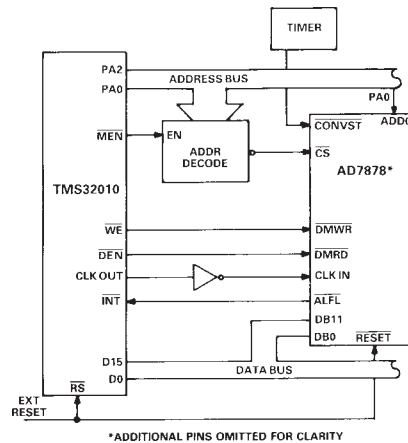 TIMER
PA2
ADDRESS BUS
PA0
PA0
ADD0
MEN
EN
ADDR
DECODE
CONVST
CS
TMS32010
AD7878*
WE
DMWR
DEN
DMRD
CLK OUT
CLK IN
INT
ALFL
DB11
DB0
RESET
D15
DATA BUS
D0
RS
EXT
RESET
*ADDITIONAL PINS OMITTED FOR CLARITY